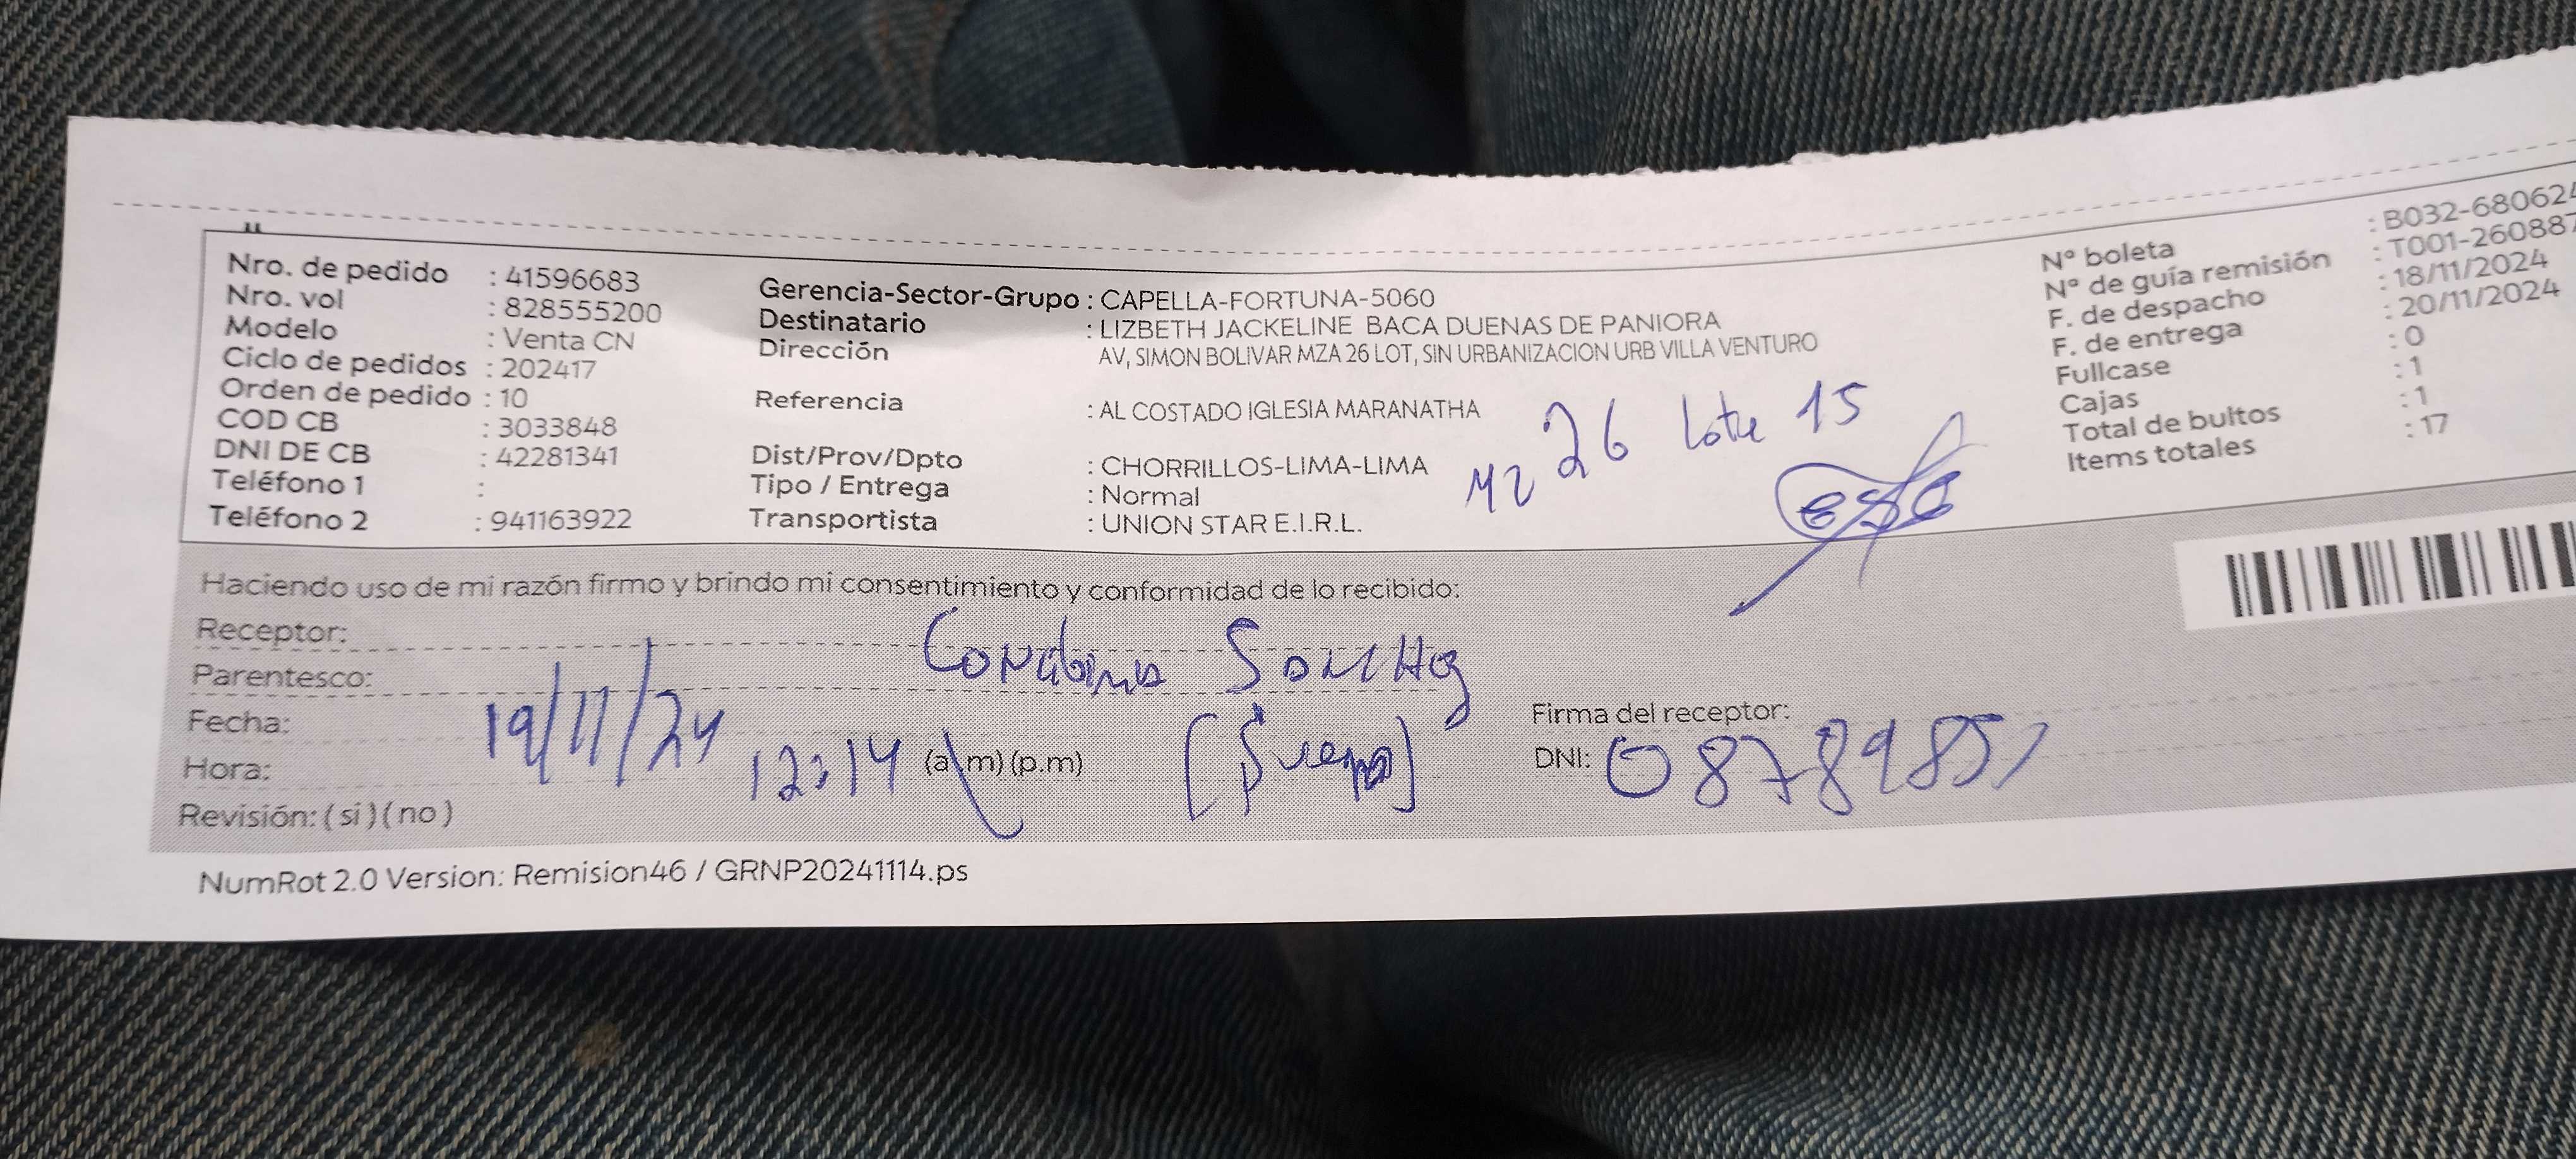 Nro. de pedido : 41596683
Nro. vol : 828555200
Modelo : Venta CN
Ciclo de pedidos : 202417
Orden de pedido : 10
COD CB : 3033848
DNI DE CB : 42281341
Teléfono 1 :
Teléfono 2 : 941163922
Gerencia-Sector-Grupo : CAPELLA-FORTUNA-5060
Destinatario : LIZBETH JACKELINE BACA DUENAS DE PANIORA
Dirección AV, SIMON BOLIVAR MZA 26 LOT, SIN URBANIZACION URB VILLA VENTURO
Referencia : AL COSTADO IGLESIA MARANATHA
Dist/Prov/Dpto : CHORRILLOS-LIMA-LIMA
Tipo / Entrega : Normal
Transportista : UNION STAR E.I.R.L.
Mz 26 Lote 15
Nº boleta : B032-680624
Nº de guía remisión : T001-260887
F. de despacho : 18/11/2024
F. de entrega : 20/11/2024
Fullcase : 0
Cajas : 1
Total de bultos : 1
Items totales : 17
Haciendo uso de mi razón firmo y brindo mi consentimiento y conformidad de lo recibido:
Receptor:
Parentesco:
Fecha: 19/11/24
Hora: 12:14 (a.m) (p.m)
(Suegra)
Firma del receptor:
DNI: 0878985
Revisión: ( si ) ( no )
NumRot 2.0 Version: Remision46 / GRNP20241114.ps